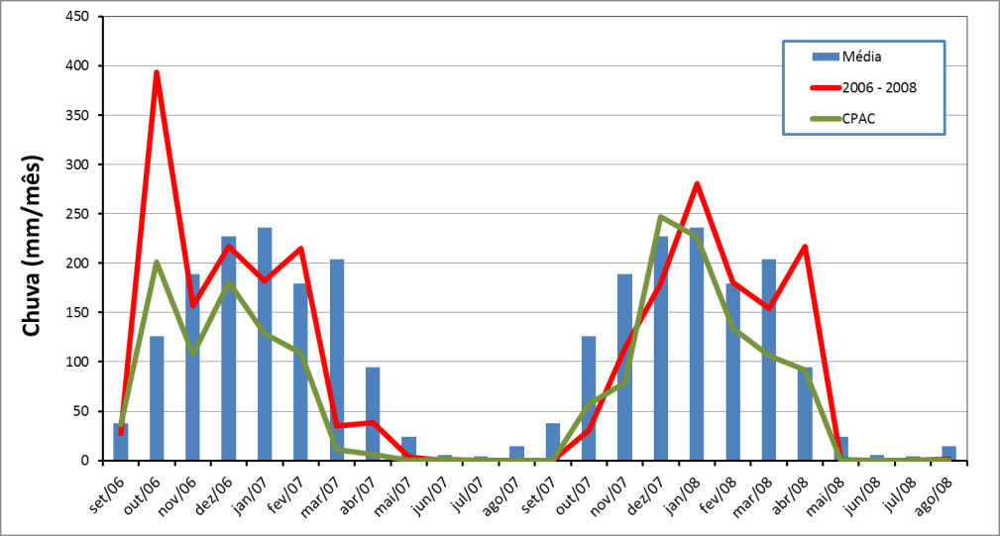 450
400
350
300
250
200
150
100
50
0
Chuva (mm/mês)
Média
2006 - 2008
CPAC
set/06
out/06
nov/06
dez/06
jan/07
fev/07
mar/07
abr/07
mai/07
jun/07
jul/07
ago/07
set/07
out/07
nov/07
dez/07
jan/08
fev/08
mar/08
abr/08
mai/08
jun/08
jul/08
ago/08